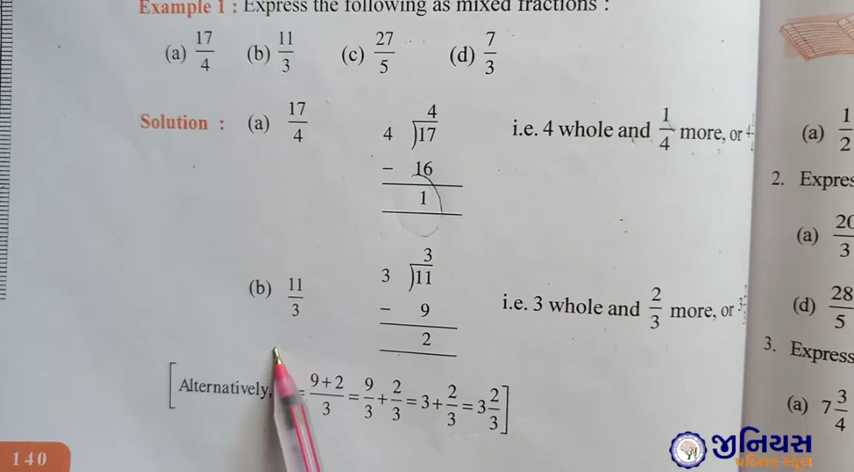 Example 1 : Express the following as mixed fractions :
(a) 17/4 (b) 11/3 (c) 27/5 (d) 7/3
Solution : (a) 17/4
4
4 )17
− 16
1
i.e. 4 whole and 1/4 more, or
(b) 11/3
3
3 )11
− 9
2
i.e. 3 whole and 2/3 more, or
[Alternatively, = 9+2/3 = 9/3 + 2/3 = 3 + 2/3 = 3 2/3]
140
(a) 1/2
2. Expres
(a) 20/3
(d) 28/5
3. Express
(a) 7 3/4
જીનિયસ